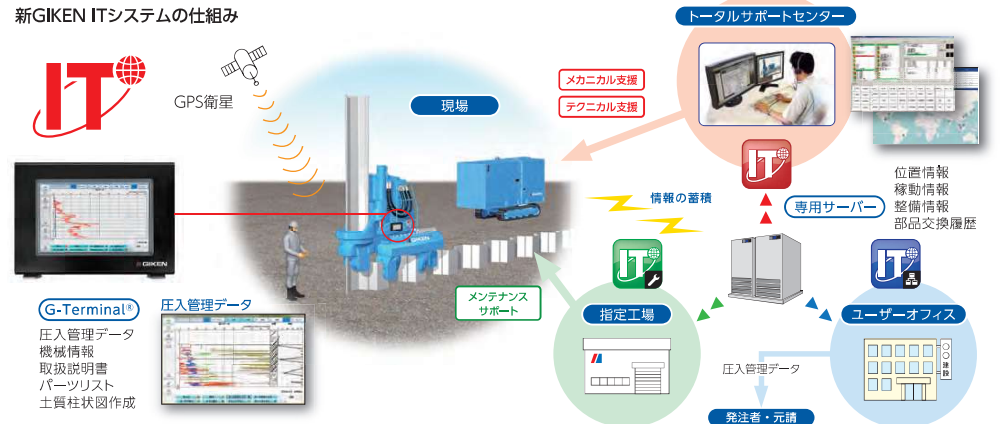 新GIKEN ITシステムの仕組み
IT
GPS衛星
現場
メカニカル支援
テクニカル支援
トータルサポートセンター
位置情報
稼動情報
整備情報
部品交換履歴
IT
専用サーバー
情報の蓄積
GIKEN
G-Terminal®
圧入管理データ
機械情報
取扱説明書
パーツリスト
土質柱状図作成
圧入管理データ
メンテナンス
サポート
IT
指定工場
IT
ユーザーオフィス
○○建設
圧入管理データ
発注者・元請